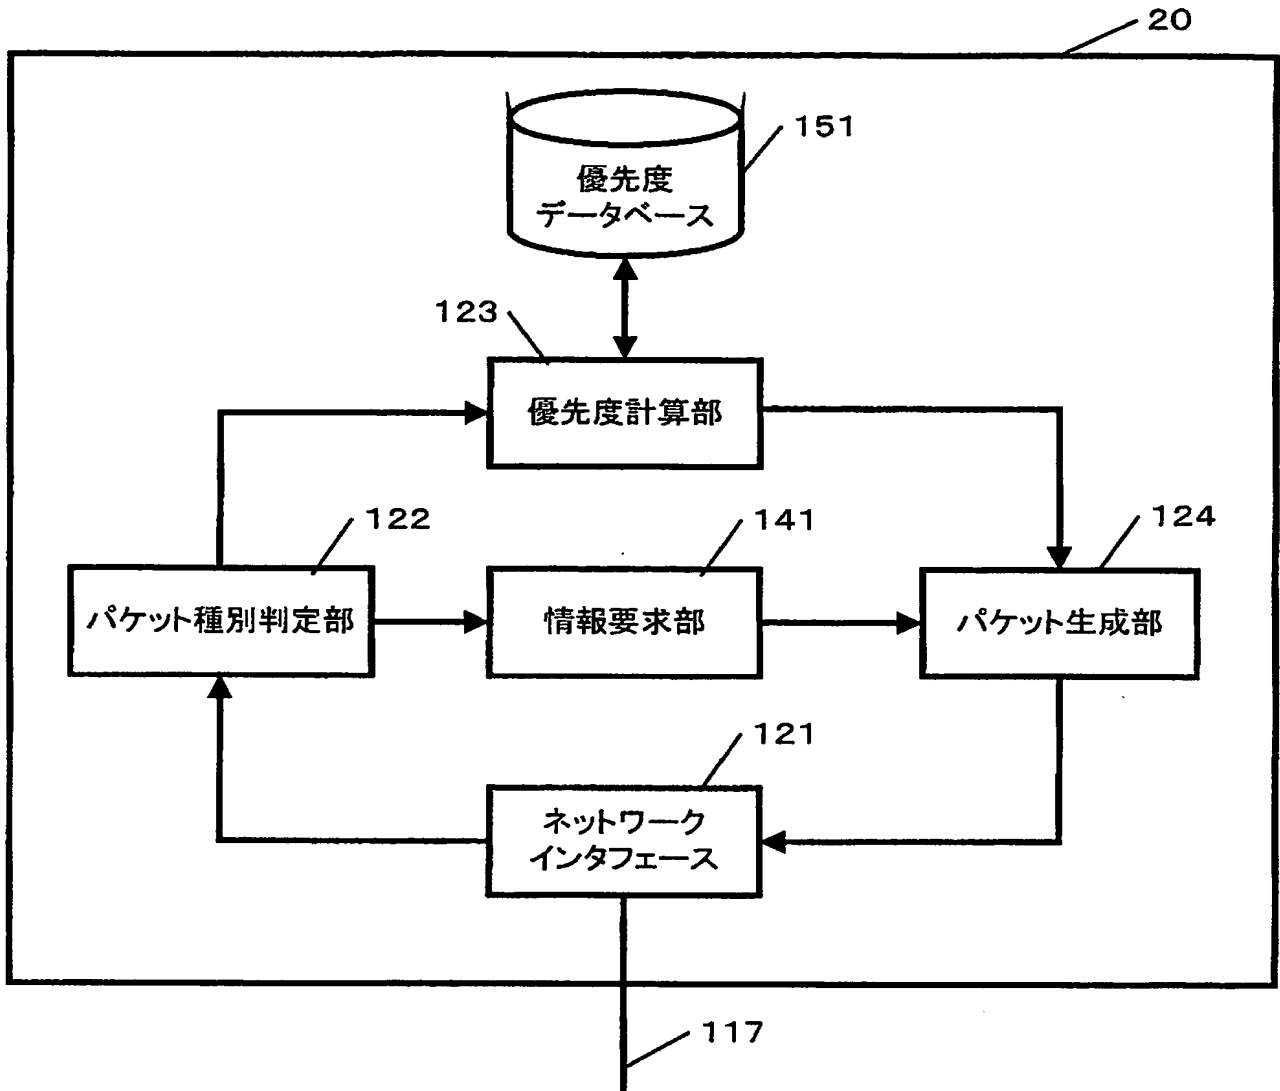 20
151
優先度
データベース
123
優先度計算部
122
141
124
パケット種別判定部
情報要求部
パケット生成部
121
ネットワーク
インタフェース
117